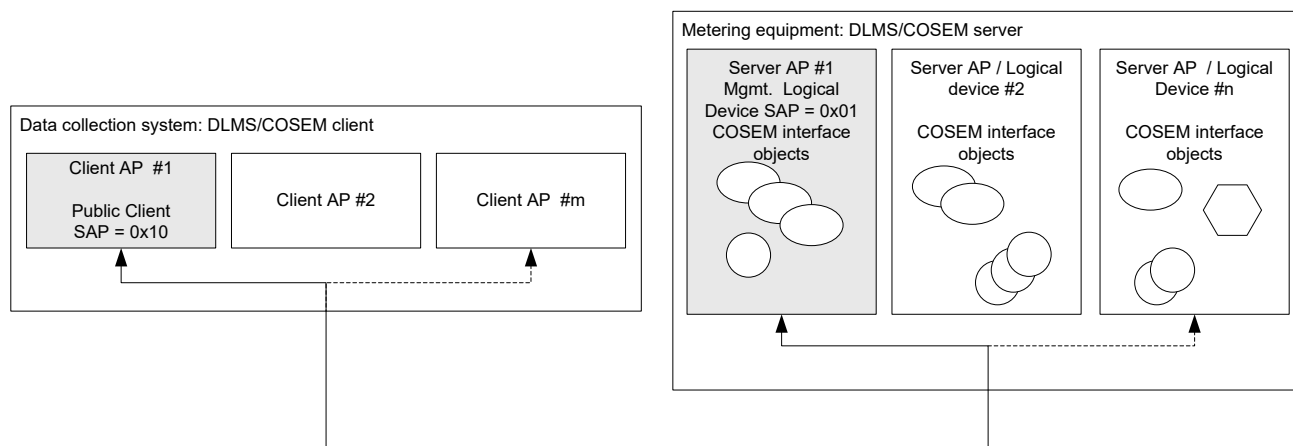 Data collection system: DLMS/COSEM client
Client AP #1
Public Client
SAP = 0x10
Client AP #2
Client AP #m
Metering equipment: DLMS/COSEM server
Server AP #1
Mgmt. Logical
Device SAP = 0x01
COSEM interface
objects
Server AP / Logical
device #2
COSEM interface
objects
Server AP / Logical
Device #n
COSEM interface
objects